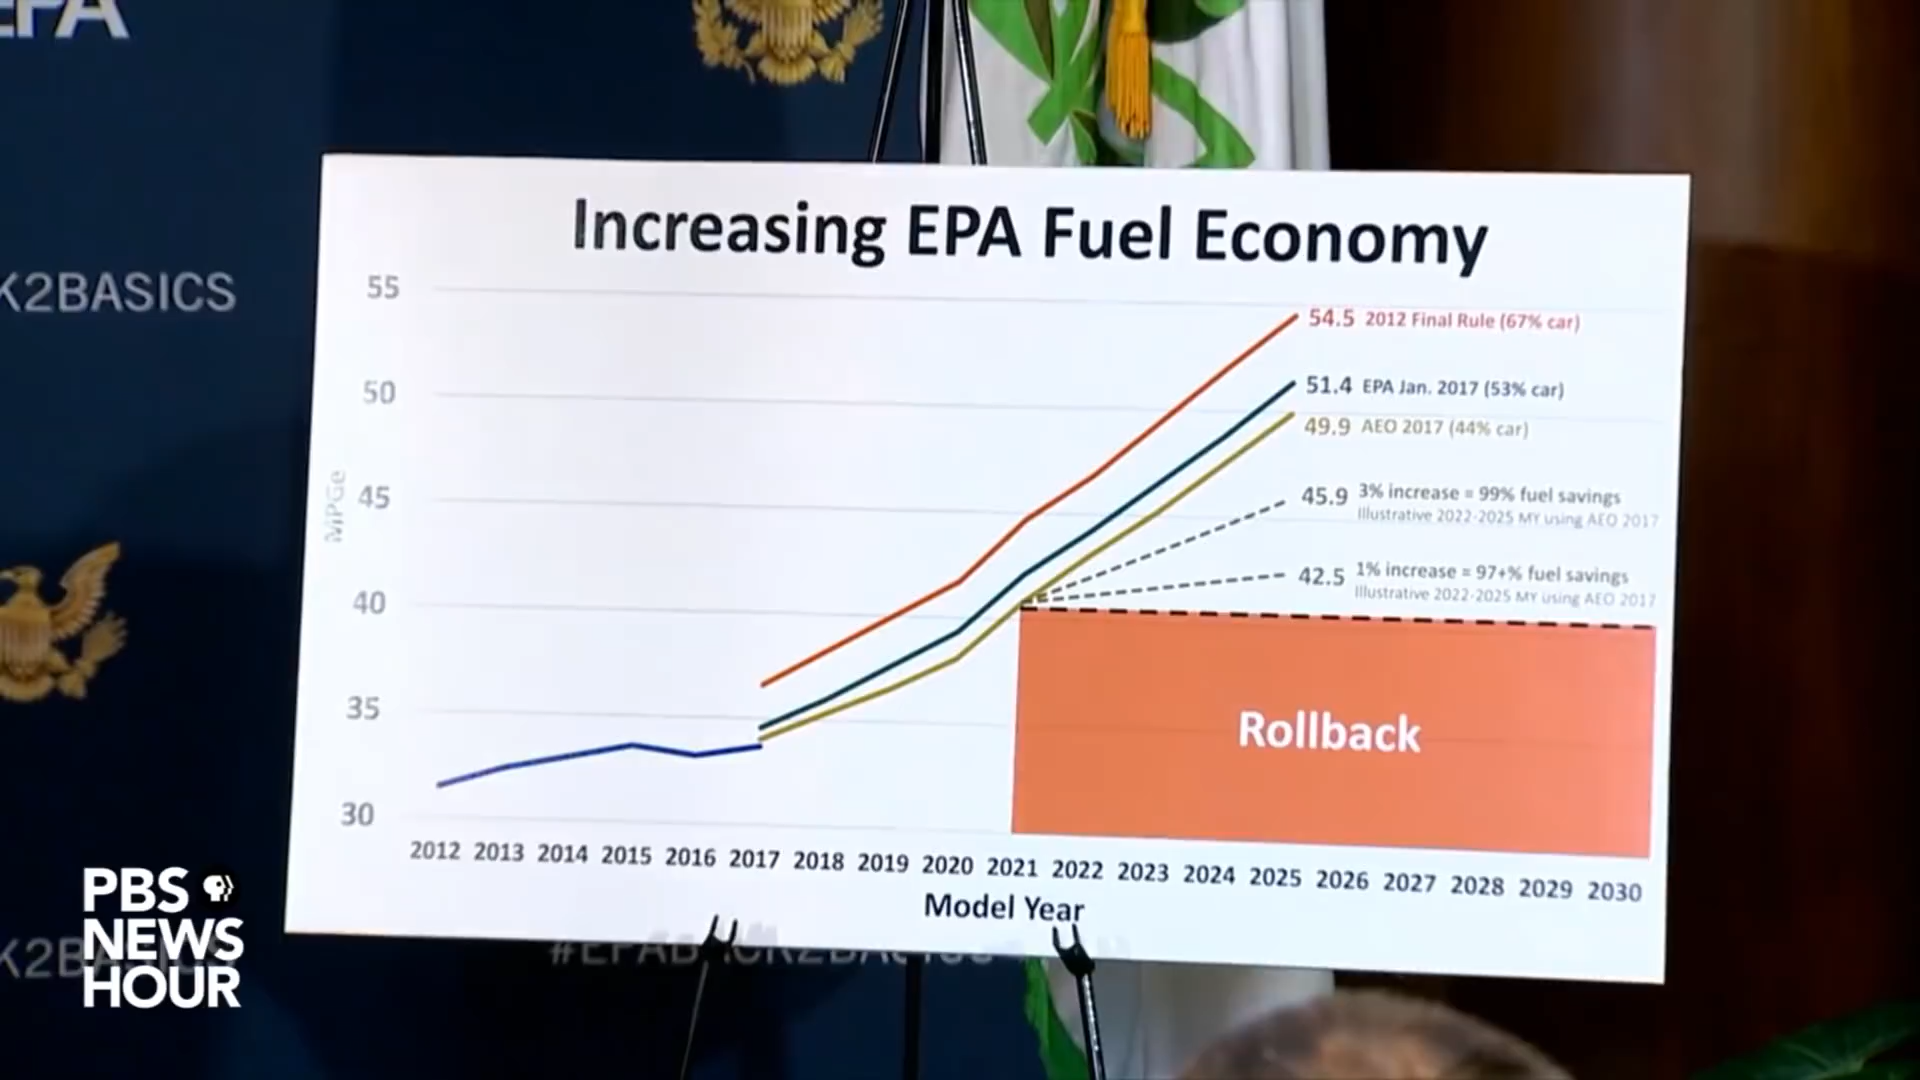 EPA
K2BASICS
Increasing EPA Fuel Economy
55
50
45
40
35
30
MPGe
54.5 2012 Final Rule (67% car)
51.4 EPA Jan. 2017 (53% car)
49.9 AEO 2017 (44% car)
45.9 3% increase = 99% fuel savings
Illustrative 2022-2025 MY using AEO 2017
42.5 1% increase = 97+% fuel savings
Illustrative 2022-2025 MY using AEO 2017
Rollback
2012 2013 2014 2015 2016 2017 2018 2019 2020 2021 2022 2023 2024 2025 2026 2027 2028 2029 2030
Model Year
PBS
NEWS
HOUR